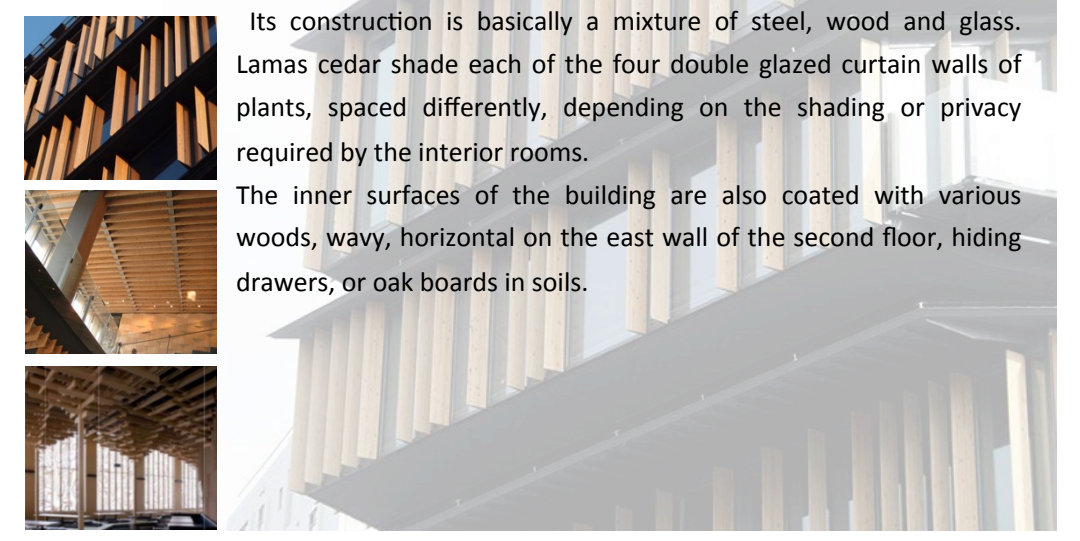 Its construction is basically a mixture of steel, wood and glass.
Lamas cedar shade each of the four double glazed curtain walls of
plants, spaced differently, depending on the shading or privacy
required by the interior rooms.
The inner surfaces of the building are also coated with various
woods, wavy, horizontal on the east wall of the second floor, hiding
drawers, or oak boards in soils.